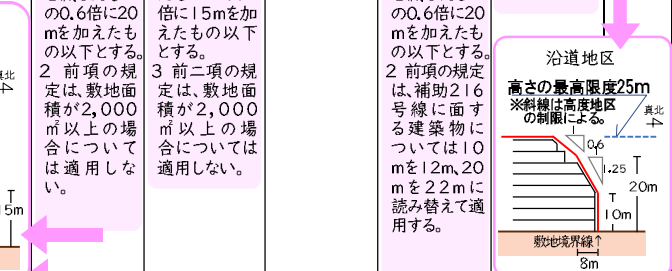 真北
5m
の0.6倍に20
mを加えたも
の以下とする。
2 前項の規
定は、敷地面
積が2,000
㎡以上の場
合について
は適用しな
い。
倍に15mを加
えたもの以下
とする。
3 前二項の規
定は、敷地面
積が2,000
㎡以上の場
合については
適用しない。
の0.6倍に20
mを加えたも
の以下とする。
2 前項の規定
は、補助216
号線に面す
る建築物に
ついては10
mを12m、20
mを22mに
読み替えて適
用する。
沿道地区
高さの最高限度25m
※斜線は高度地区
の制限による。
真北
0.6
1.25
20m
10m
敷地境界線↑
8m